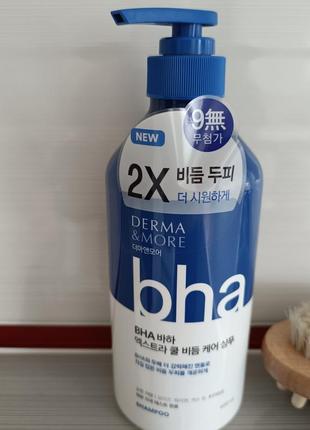 9無
무첨가
NEW
2X 비듬 두피
더 시원하게
DERMA
&MORE
더마앤모어
bha
BHA 바하
엑스트라 쿨 비듬 케어 샴푸
SHAMPOO